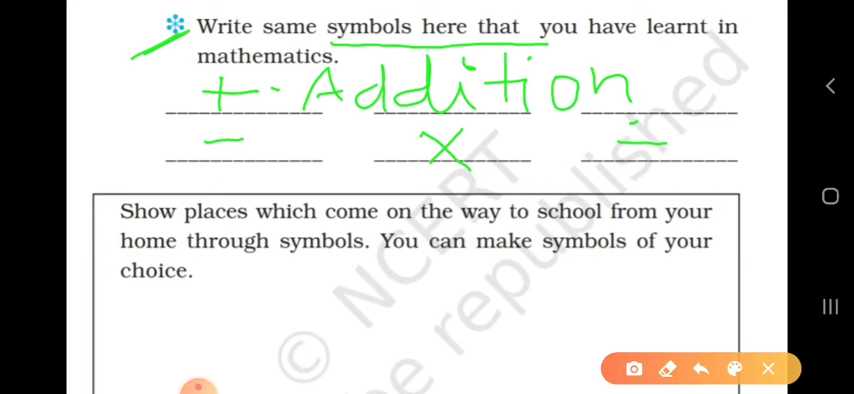 Write same symbols here that you have learnt in
mathematics.
+ - Addition
− × ÷
Show places which come on the way to school from your
home through symbols. You can make symbols of your
choice.
© NCERT
be republished